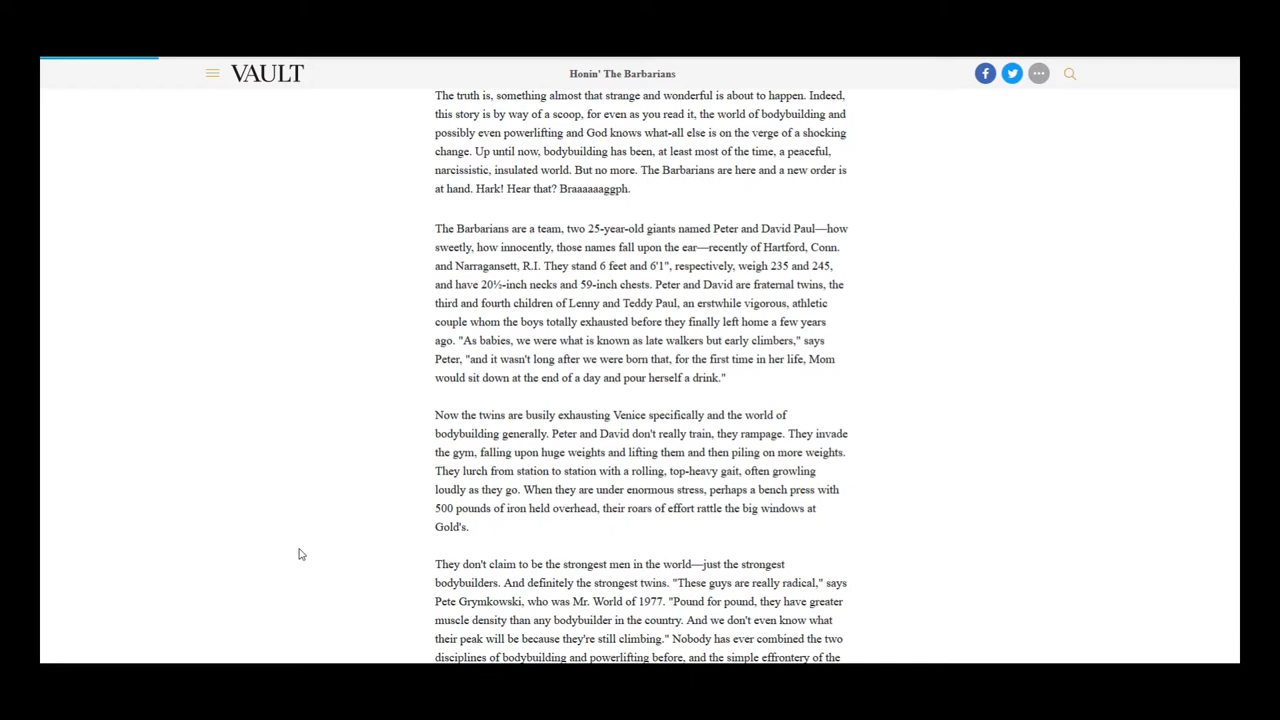 VAULT
Honin' The Barbarians
The truth is, something almost that strange and wonderful is about to happen. Indeed,
this story is by way of a scoop, for even as you read it, the world of bodybuilding and
possibly even powerlifting and God knows what-all else is on the verge of a shocking
change. Up until now, bodybuilding has been, at least most of the time, a peaceful,
narcissistic, insulated world. But no more. The Barbarians are here and a new order is
at hand. Hark! Hear that? Braaaaaaggph.
The Barbarians are a team, two 25-year-old giants named Peter and David Paul—how
sweetly, how innocently, those names fall upon the ear—recently of Hartford, Conn.
and Narragansett, R.I. They stand 6 feet and 6'1", respectively, weigh 235 and 245,
and have 20½-inch necks and 59-inch chests. Peter and David are fraternal twins, the
third and fourth children of Lenny and Teddy Paul, an erstwhile vigorous, athletic
couple whom the boys totally exhausted before they finally left home a few years
ago. "As babies, we were what is known as late walkers but early climbers," says
Peter, "and it wasn't long after we were born that, for the first time in her life, Mom
would sit down at the end of a day and pour herself a drink."
Now the twins are busily exhausting Venice specifically and the world of
bodybuilding generally. Peter and David don't really train, they rampage. They invade
the gym, falling upon huge weights and lifting them and then piling on more weights.
They lurch from station to station with a rolling, top-heavy gait, often growling
loudly as they go. When they are under enormous stress, perhaps a bench press with
500 pounds of iron held overhead, their roars of effort rattle the big windows at
Gold's.
They don't claim to be the strongest men in the world—just the strongest
bodybuilders. And definitely the strongest twins. "These guys are really radical," says
Pete Grymkowski, who was Mr. World of 1977. "Pound for pound, they have greater
muscle density than any bodybuilder in the country. And we don't even know what
their peak will be because they're still climbing." Nobody has ever combined the two
disciplines of bodybuilding and powerlifting before, and the simple effrontery of the